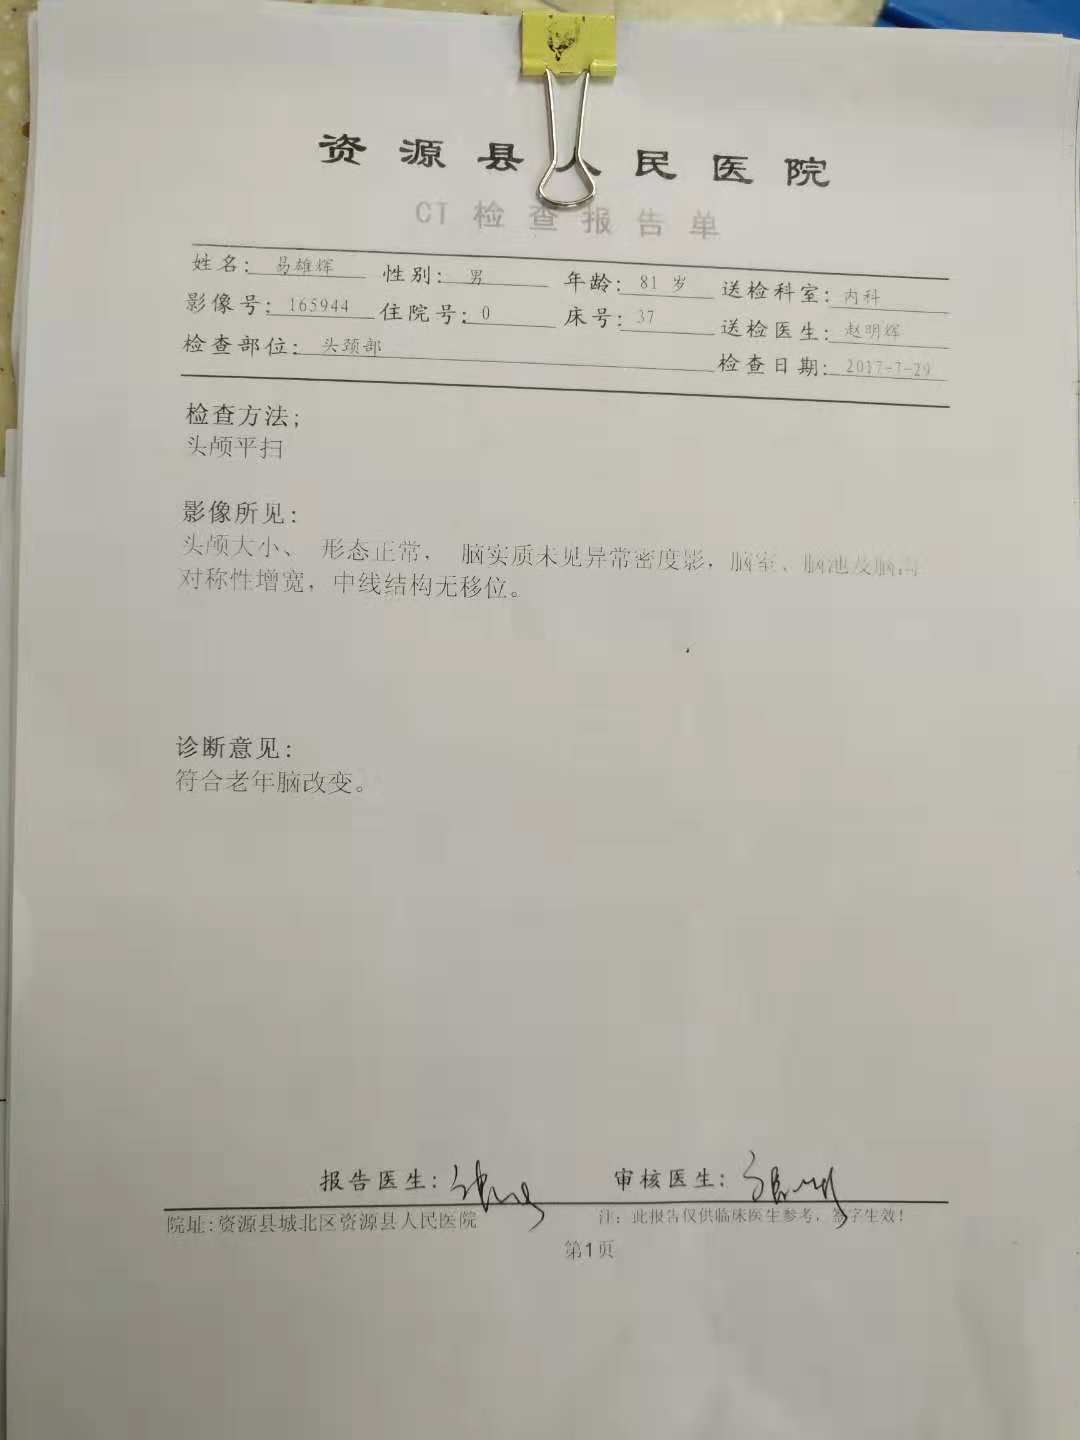 资源县人民医院
CT检查报告单
姓名: 易雄辉 性别: 男 年龄: 81 岁 送检科室: 内科
影像号: 165944 住院号: 0 床号: 37 送检医生: 赵明辉
检查部位: 头颈部 检查日期: 2017-7-29
检查方法;
头颅平扫
影像所见:
头颅大小、 形态正常， 脑实质未见异常密度影，脑室、脑池及脑沟
对称性增宽，中线结构无移位。
诊断意见:
符合老年脑改变。
报告医生: 审核医生:
院址:资源县城北区资源县人民医院 注: 此报告仅供临床医生参考，签字生效!
第1页